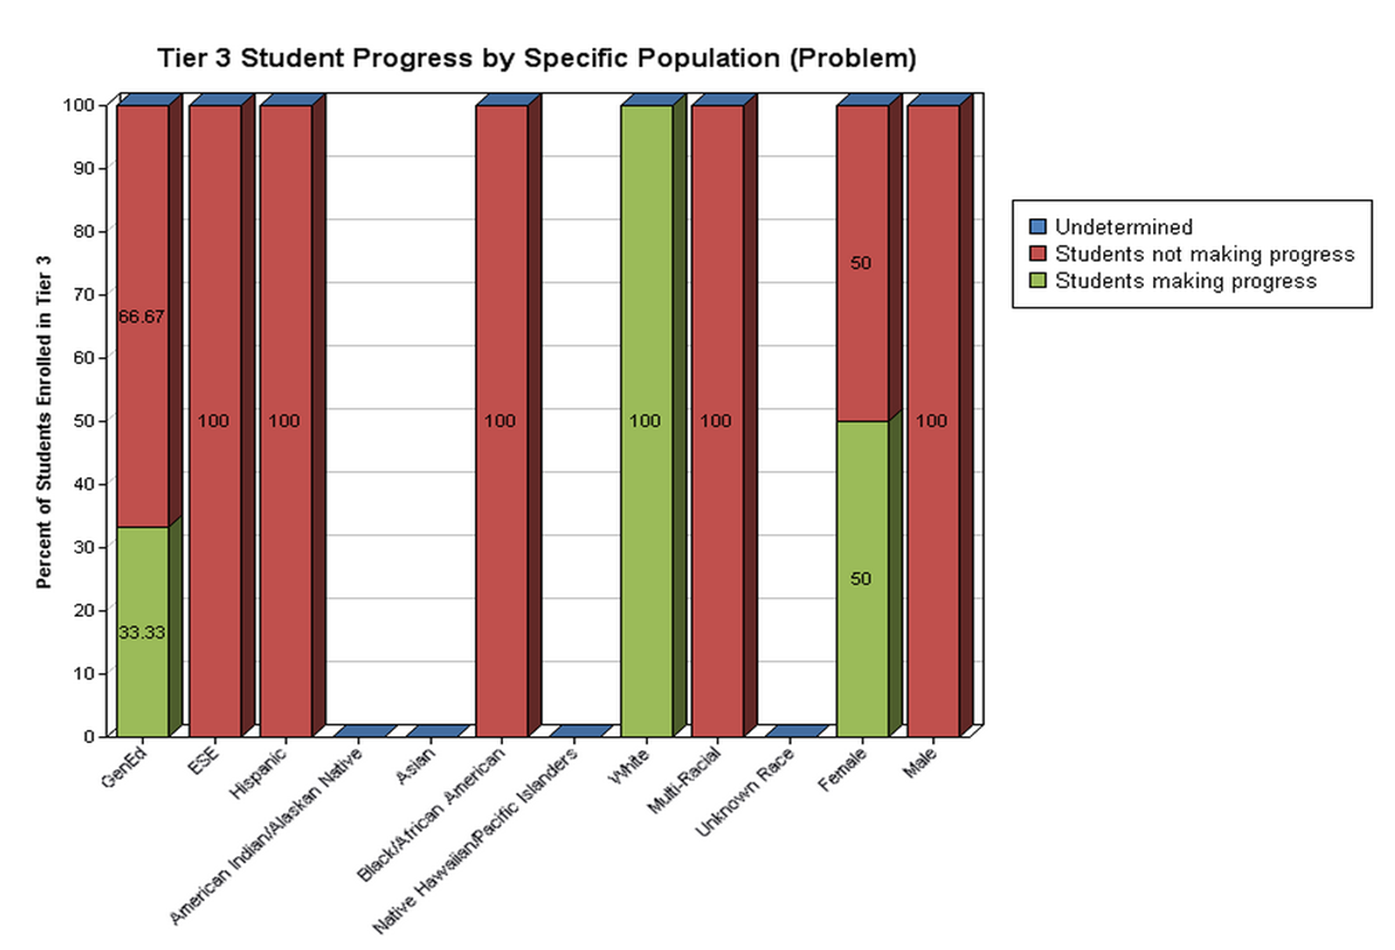 Tier 3 Student Progress by Specific Population (Problem)
Percent of Students Enrolled in Tier 3
100
90
80
70
60
50
40
30
20
10
0
66.67
33.33
100
100
100
100
100
50
50
100
GenEd
ESE
Hispanic
American Indian/Alaskan Native
Asian
Black/African American
Native Hawaiian/Pacific Islanders
White
Multi-Racial
Unknown Race
Female
Male
Undetermined
Students not making progress
Students making progress